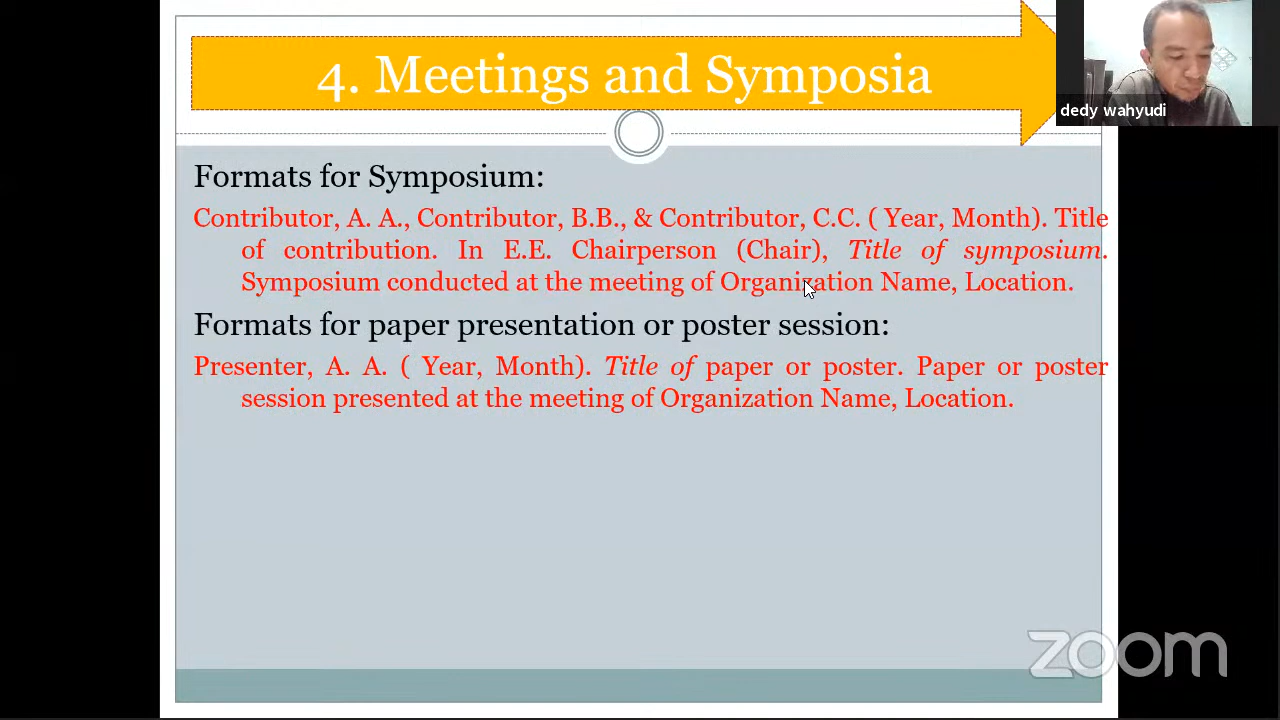 4. Meetings and Symposia
dedy wahyudi
Formats for Symposium:
Contributor, A. A., Contributor, B.B., & Contributor, C.C. ( Year, Month). Title
of contribution. In E.E. Chairperson (Chair), Title of symposium.
Symposium conducted at the meeting of Organization Name, Location.
Formats for paper presentation or poster session:
Presenter, A. A. ( Year, Month). Title of paper or poster. Paper or poster
session presented at the meeting of Organization Name, Location.
zoom